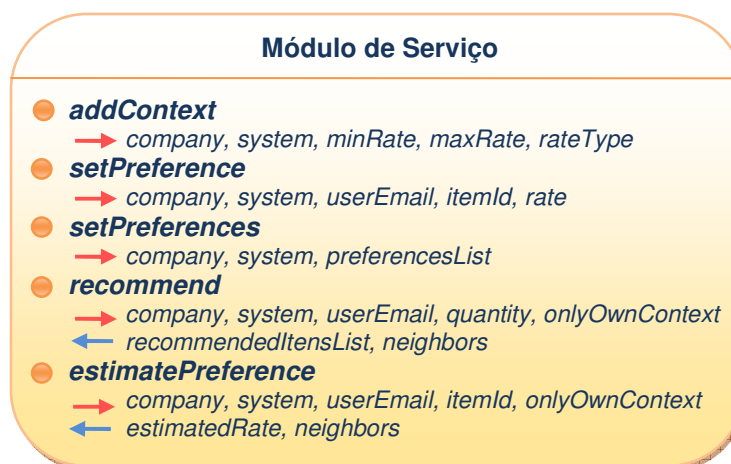 Módulo de Serviço
addContext
company, system, minRate, maxRate, rateType
setPreference
company, system, userEmail, itemId, rate
setPreferences
company, system, preferencesList
recommend
company, system, userEmail, quantity, onlyOwnContext
recommendedItensList, neighbors
estimatePreference
company, system, userEmail, itemId, onlyOwnContext
estimatedRate, neighbors